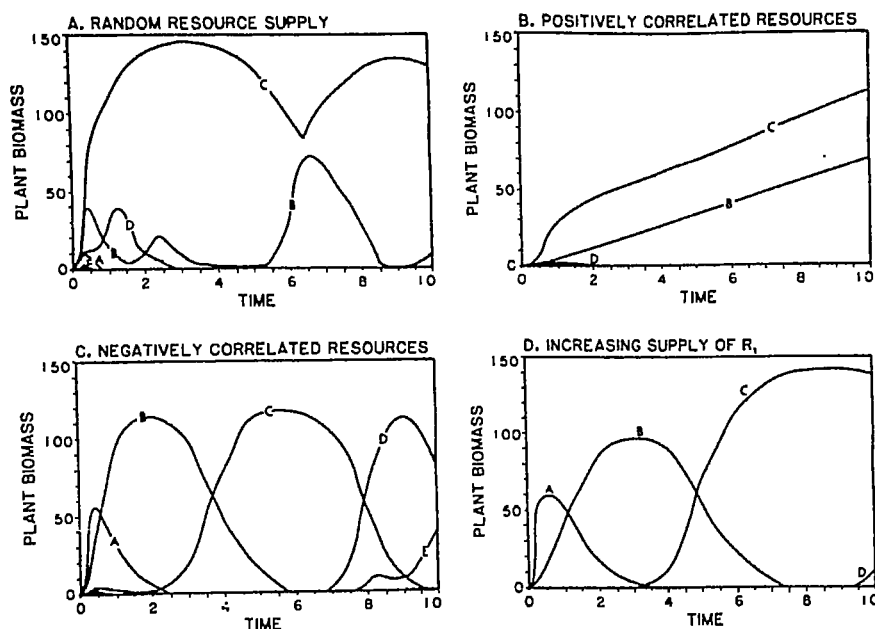 A. RANDOM RESOURCE SUPPLY
150
100
50
0
PLANT BIOMASS
C
B
D
A
B
E
0 2 4 6 8 10
TIME
B. POSITIVELY CORRELATED RESOURCES
150
100
50
C
PLANT BIOMASS
C
B
D
0 2 4 6 8 10
TIME
C. NEGATIVELY CORRELATED RESOURCES
150
100
50
0
PLANT BIOMASS
B
C
D
A
E
0 2 4 6 8 10
TIME
D. INCREASING SUPPLY OF R₁
150
100
50
0
PLANT BIOMASS
A
B
C
D
0 2 4 6 8 10
TIME